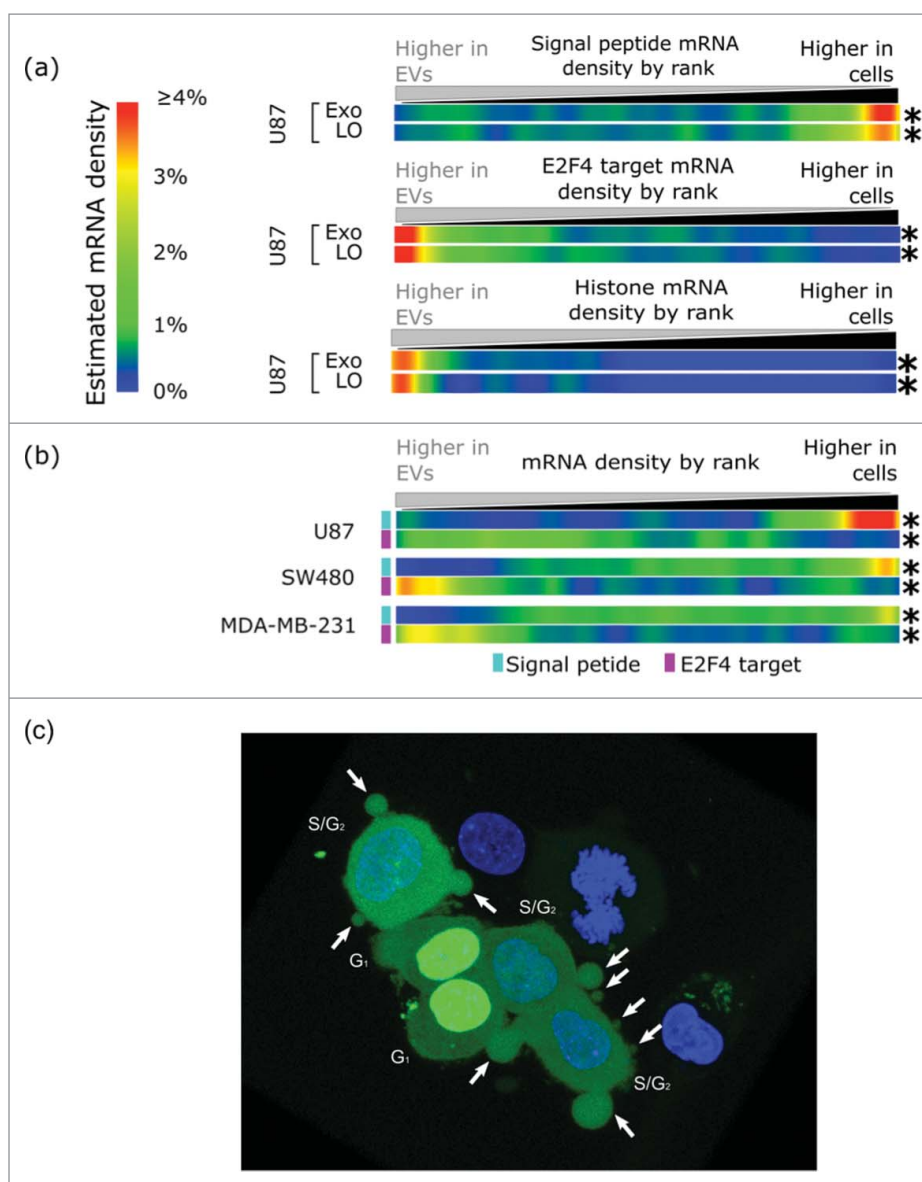 (a)
Estimated mRNA density
≥4%
3%
2%
1%
0%
Higher in
EVs
Signal peptide mRNA
density by rank
Higher in
cells
U87
Exo
LO
*
*
Higher in
EVs
E2F4 target mRNA
density by rank
Higher in
cells
U87
Exo
LO
*
*
Higher in
EVs
Histone mRNA
density by rank
Higher in
cells
U87
Exo
LO
*
*
(b)
Higher in
EVs
mRNA density by rank
Higher in
cells
U87
*
*
SW480
*
*
MDA-MB-231
*
*
Signal petide
E2F4 target
(c)
S/G₂
S/G₂
G₁
G₁
S/G₂